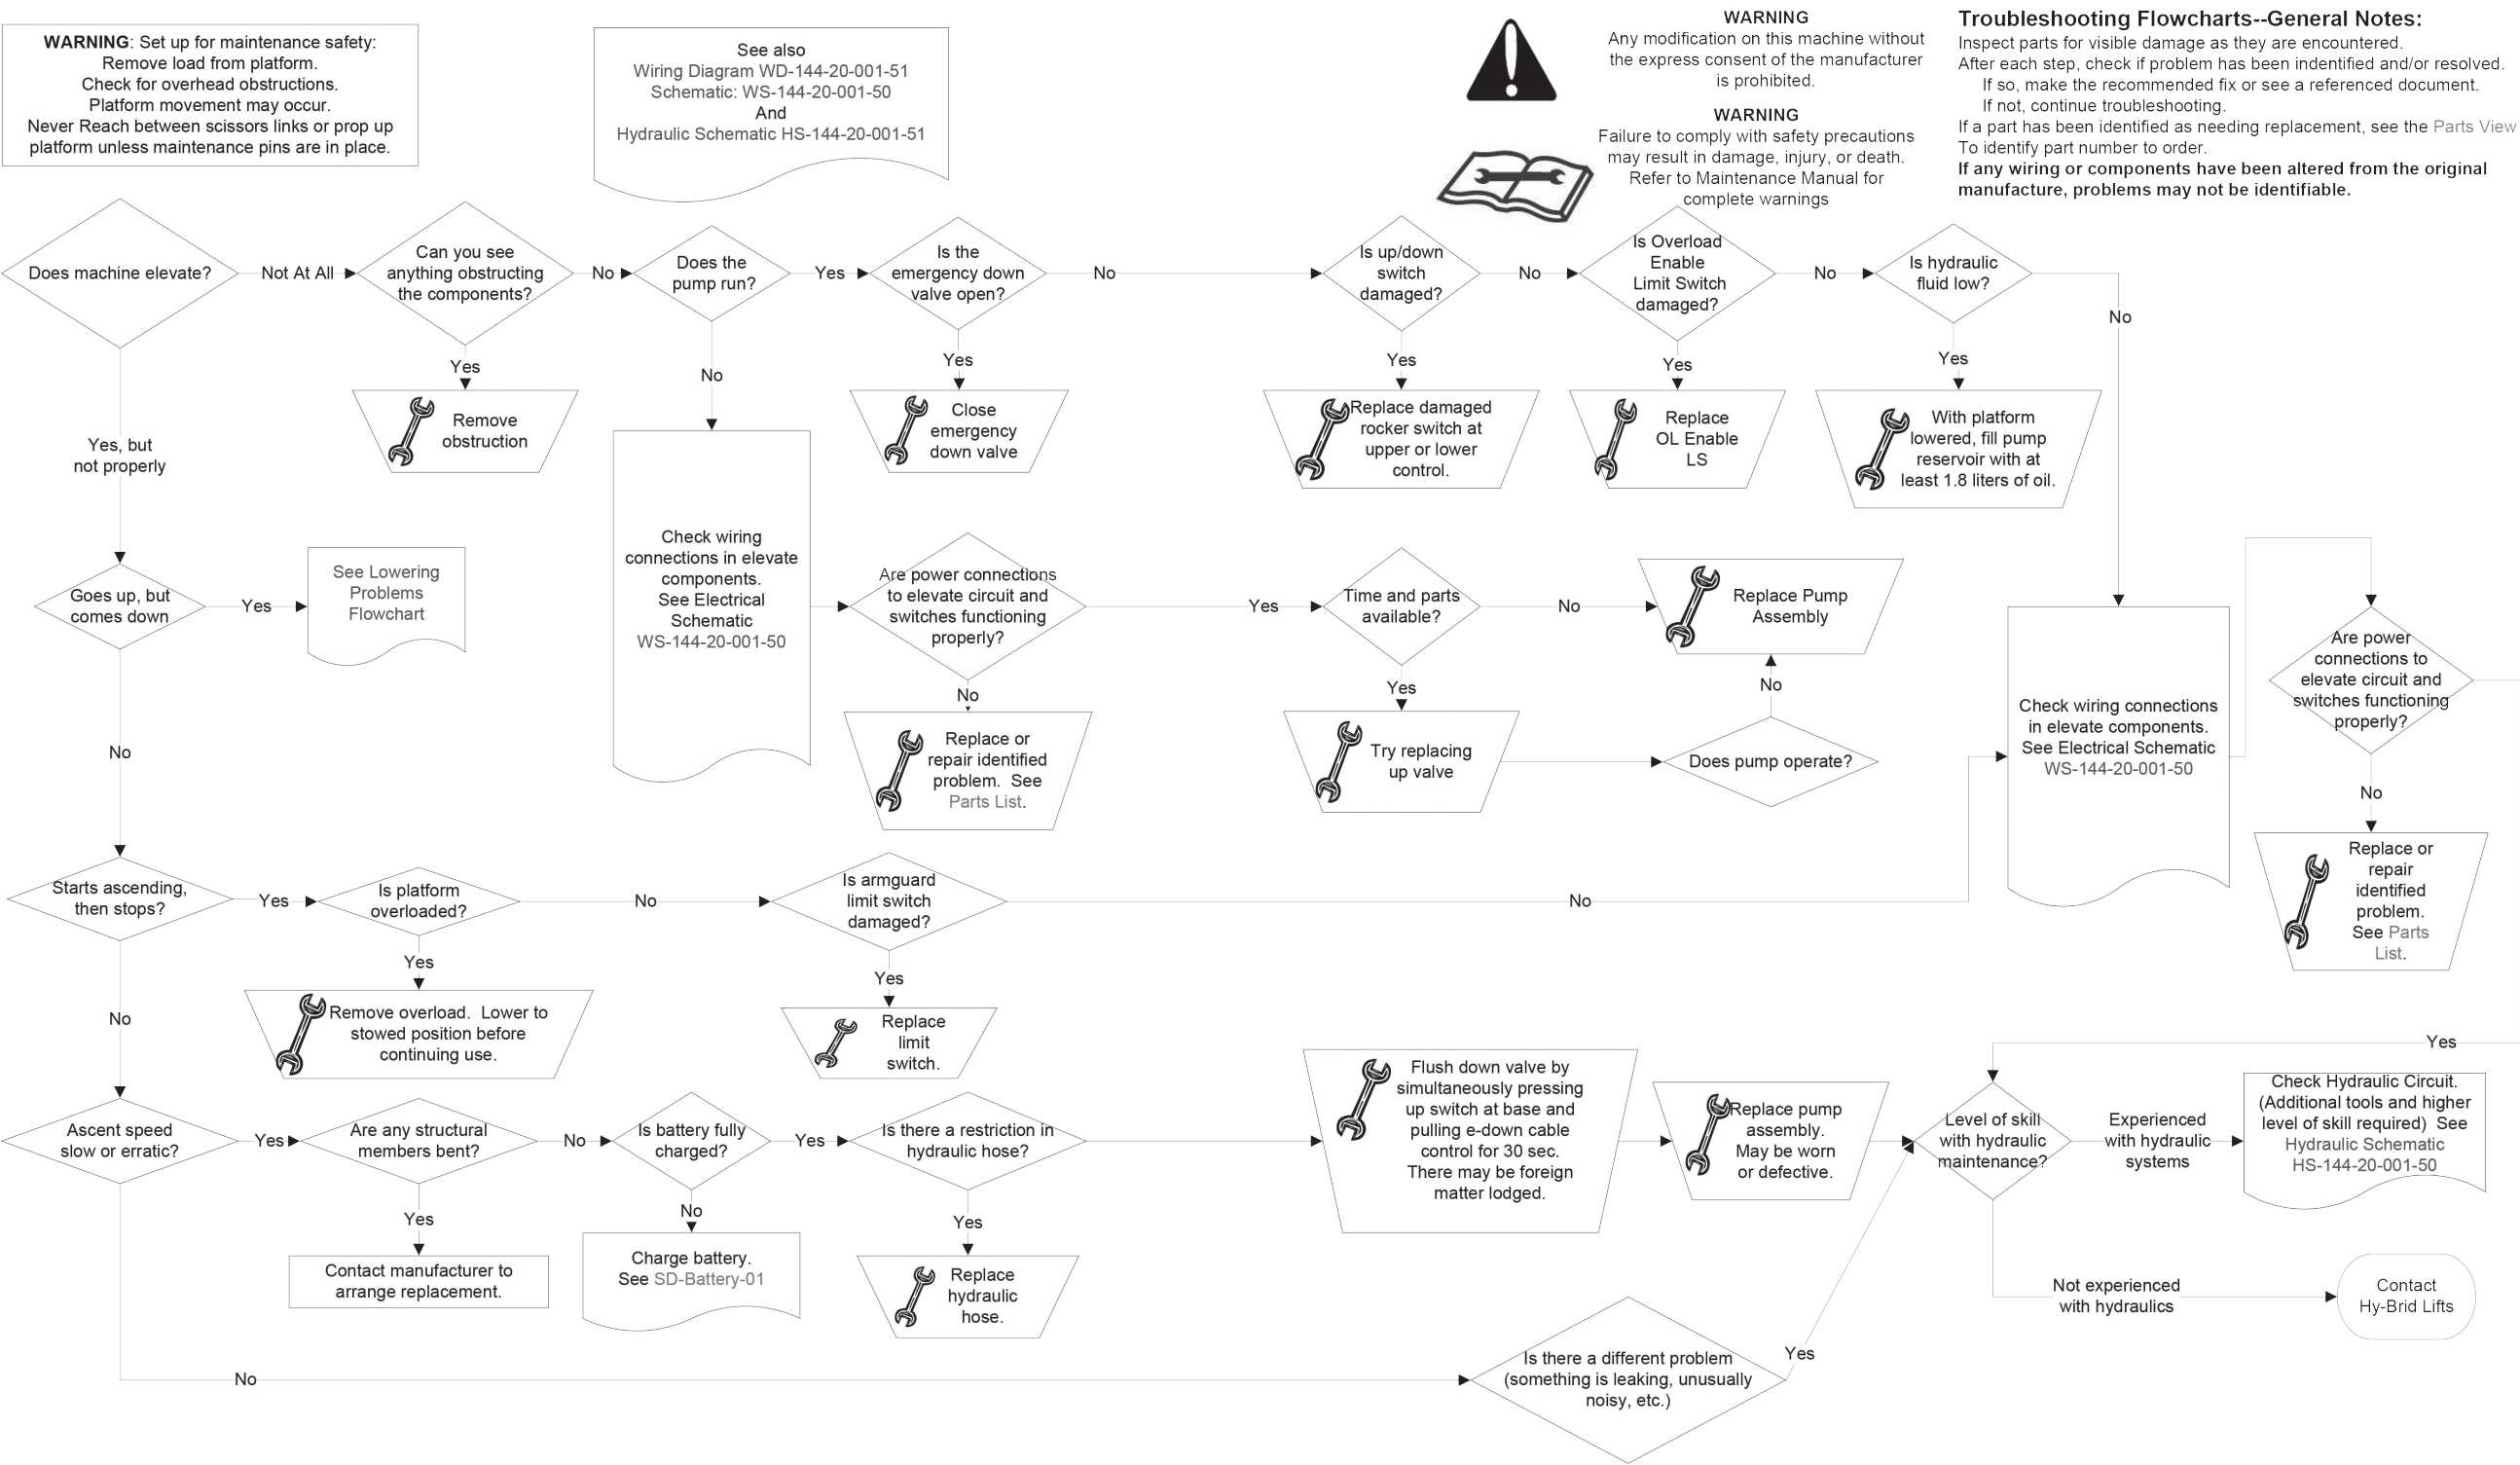 WARNING: Set up for maintenance safety:
Remove load from platform.
Check for overhead obstructions.
Platform movement may occur.
Never Reach between scissors links or prop up
platform unless maintenance pins are in place.
See also
Wiring Diagram WD-144-20-001-51
Schematic: WS-144-20-001-50
And
Hydraulic Schematic HS-144-20-001-51
WARNING
Any modification on this machine without
the express consent of the manufacturer
is prohibited.
WARNING
Failure to comply with safety precautions
may result in damage, injury, or death.
Refer to Maintenance Manual for
complete warnings
Troubleshooting Flowcharts--General Notes:
Inspect parts for visible damage as they are encountered.
After each step, check if problem has been indentified and/or resolved.
If so, make the recommended fix or see a referenced document.
If not, continue troubleshooting.
If a part has been identified as needing replacement, see the Parts View
To identify part number to order.
If any wiring or components have been altered from the original
manufacture, problems may not be identifiable.
Does machine elevate?
Not At All
Can you see
anything obstructing
the components?
No
Does the
pump run?
Yes
Is the
emergency down
valve open?
No
Is up/down
switch
damaged?
No
Is Overload
Enable
Limit Switch
damaged?
No
Is hydraulic
fluid low?
No
Yes
No
Yes
Yes
Yes
Yes
Yes, but
not properly
Remove
obstruction
Close
emergency
down valve
Replace damaged
rocker switch at
upper or lower
control.
Replace
OL Enable
LS
With platform
lowered, fill pump
reservoir with at
least 1.8 liters of oil.
Goes up, but
comes down
Yes
See Lowering
Problems
Flowchart
Check wiring
connections in elevate
components.
See Electrical
Schematic
WS-144-20-001-50
Are power connections
to elevate circuit and
switches functioning
properly?
Yes
Time and parts
available?
No
Replace Pump
Assembly
No
Yes
No
Replace or
repair identified
problem. See
Parts List.
Try replacing
up valve
Does pump operate?
Check wiring connections
in elevate components.
See Electrical Schematic
WS-144-20-001-50
Are power
connections to
elevate circuit and
switches functioning
properly?
No
Replace or
repair
identified
problem.
See Parts
List.
No
Starts ascending,
then stops?
Yes
Is platform
overloaded?
No
Is armguard
limit switch
damaged?
No
Yes
Yes
Remove overload. Lower to
stowed position before
continuing use.
Replace
limit
switch.
No
Yes
Ascent speed
slow or erratic?
Yes
Are any structural
members bent?
No
Is battery fully
charged?
Yes
Is there a restriction in
hydraulic hose?
Flush down valve by
simultaneously pressing
up switch at base and
pulling e-down cable
control for 30 sec.
There may be foreign
matter lodged.
Replace pump
assembly.
May be worn
or defective.
Level of skill
with hydraulic
maintenance?
Experienced
with hydraulic
systems
Check Hydraulic Circuit.
(Additional tools and higher
level of skill required) See
Hydraulic Schematic
HS-144-20-001-50
Yes
No
Yes
Contact manufacturer to
arrange replacement.
Charge battery.
See SD-Battery-01
Replace
hydraulic
hose.
Not experienced
with hydraulics
Contact
Hy-Brid Lifts
No
Is there a different problem
(something is leaking, unusually
noisy, etc.)
Yes